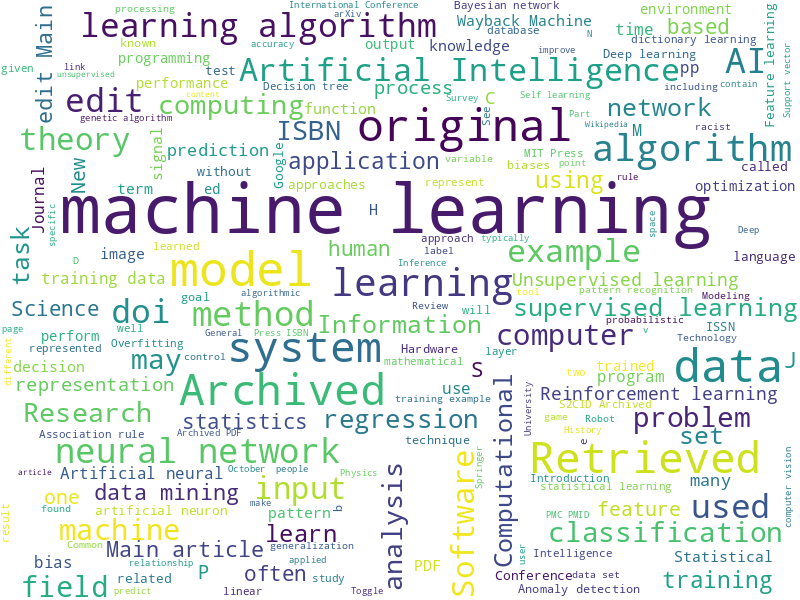 processing
International Conference
arXiv
Bayesian network
environment
learning algorithm
Wayback Machine
database
N
dictionary learning
known
accuracy
improve
time
based
edit Main
programming
output
knowledge
Deep learning
AI
Feature learning
Support vector
given
link
unsupervised
performance
test
Decision tree
Artificial Intelligence
pp
including
contain
content
process
edit
computing
function
Survey
C
Self learning
network
genetic algorithm
see
Part
Wikipedia
M
racist
theory
signal
ISBN
original
algorithm
prediction
Google
application
variable
MIT Press
biases
point
called
New
without
Journal
term
ed
approaches
represent
using
rule
optimization
specific
machine learning
H
space
Deep
task
D
image
learned
human
approach
label
typically
example
language
model
Inference
training data
learning
Unsupervised learning
pattern recognition
tool
goal
algorithmic
Modeling
Science
doi
method
Review
will
supervised learning
page
perform
well
General
Press ISBN
Information
probabilistic
ISSN
represented
Overfitting
system
computer
v
Technology
different
may
control
Hardware
layer
mathematical
decision
S
two
trained
data
J
representation
Archived
use
program
training example
University
Reinforcement learning
Research
statistics
regression
Computational
S2CID Archived
game
Robot
problem
Association rule
Archived PDF
technique
History
e
set
neural network
Retrieved
article
Artificial neural
October
people
Physics
analysis
Software
Springer
Introduction
many
computer vision
statistical learning
one
data mining
input
make
PMC PMID
feature
used
found
artificial neuron
pattern
b
result
machine
learn
classification
Common
Main article
generalization
user
bias
relationship
applied
PDF
Intelligence
Statistical
field
related
P
often
study
Conference
data set
training
predict
linear
Toggle
Anomaly detection